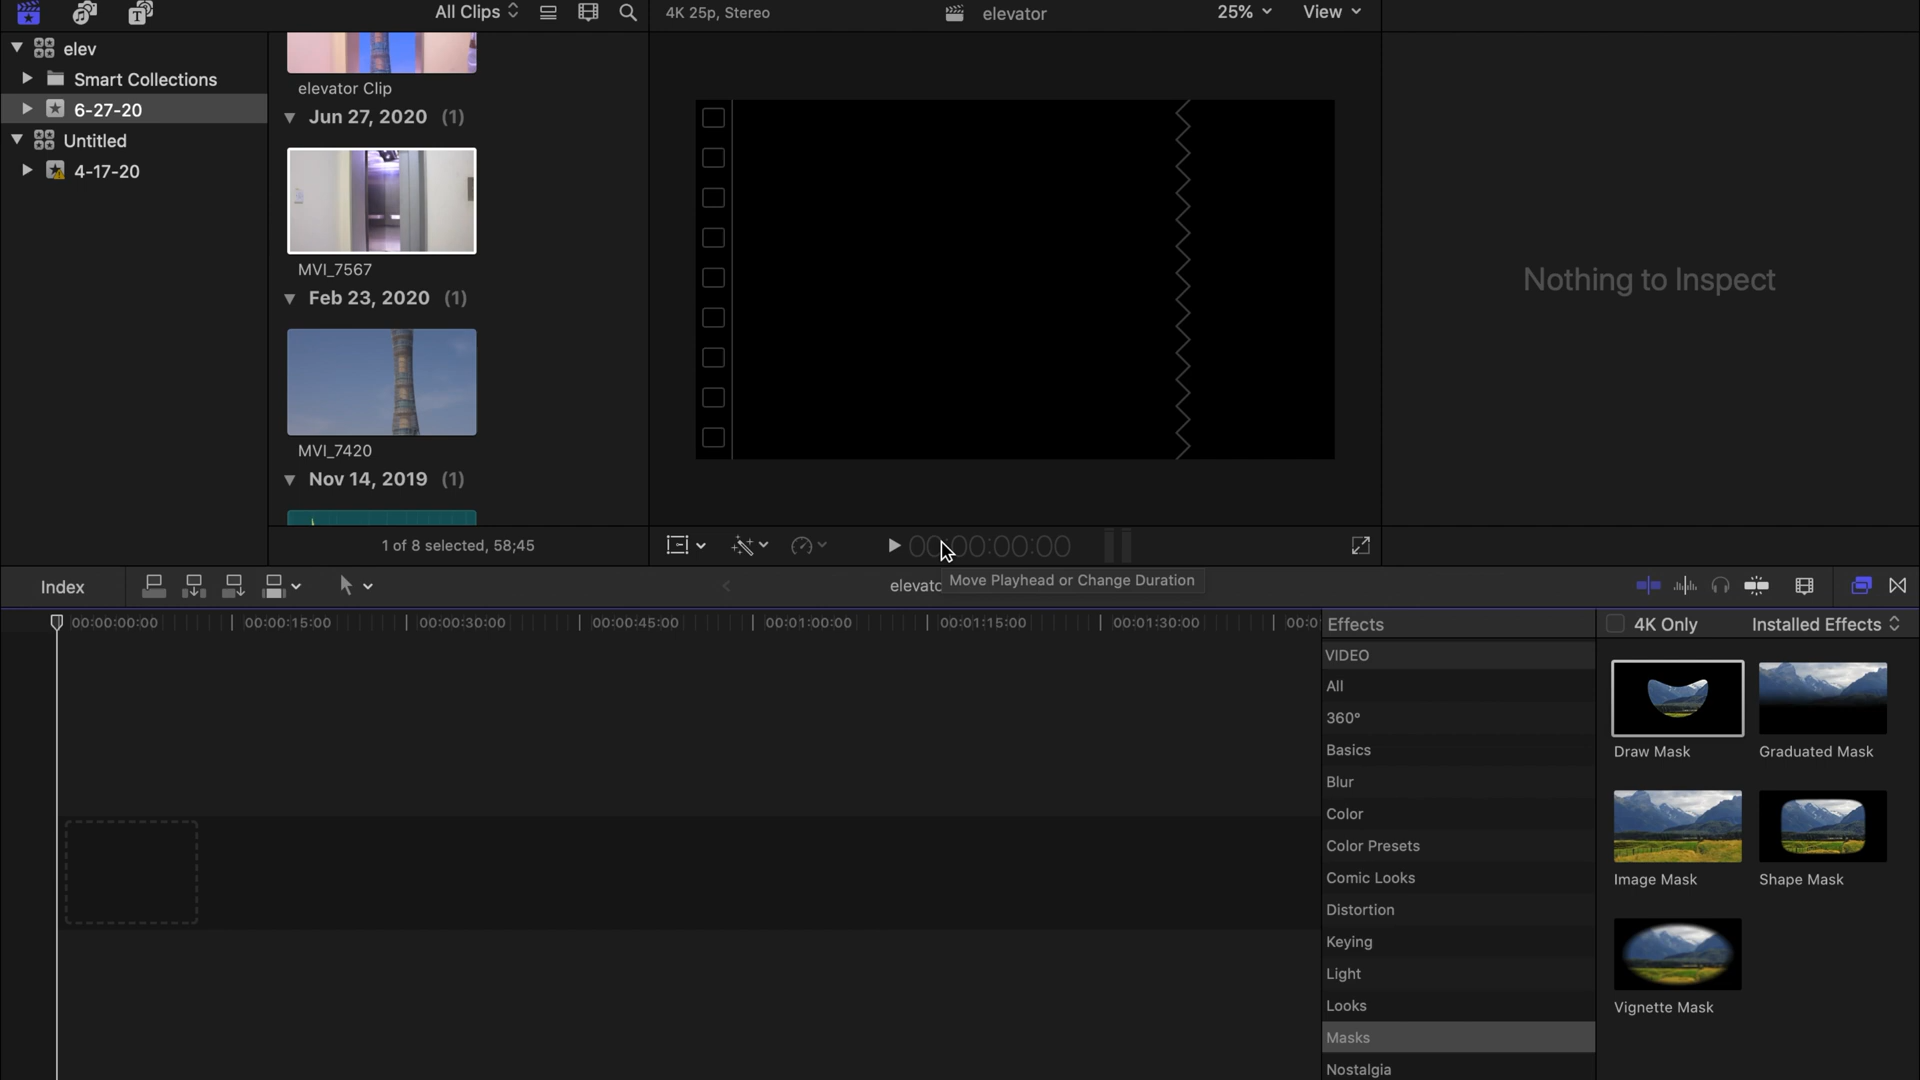 All Clips
4K 25p, Stereo
elevator
25%
View
elev
Smart Collections
6-27-20
Untitled
4-17-20
elevator Clip
Jun 27, 2020 (1)
MVI_7567
Feb 23, 2020 (1)
MVI_7420
Nov 14, 2019 (1)
1 of 8 selected, 58;45
00:00:00:00
Nothing to Inspect
Index
elevato
Move Playhead or Change Duration
00:00:00:00
00:00:15:00
00:00:30:00
00:00:45:00
00:01:00:00
00:01:15:00
00:01:30:00
00:0
Effects
VIDEO
All
360°
Basics
Blur
Color
Color Presets
Comic Looks
Distortion
Keying
Light
Looks
Masks
Nostalgia
4K Only
Installed Effects
Draw Mask
Graduated Mask
Image Mask
Shape Mask
Vignette Mask